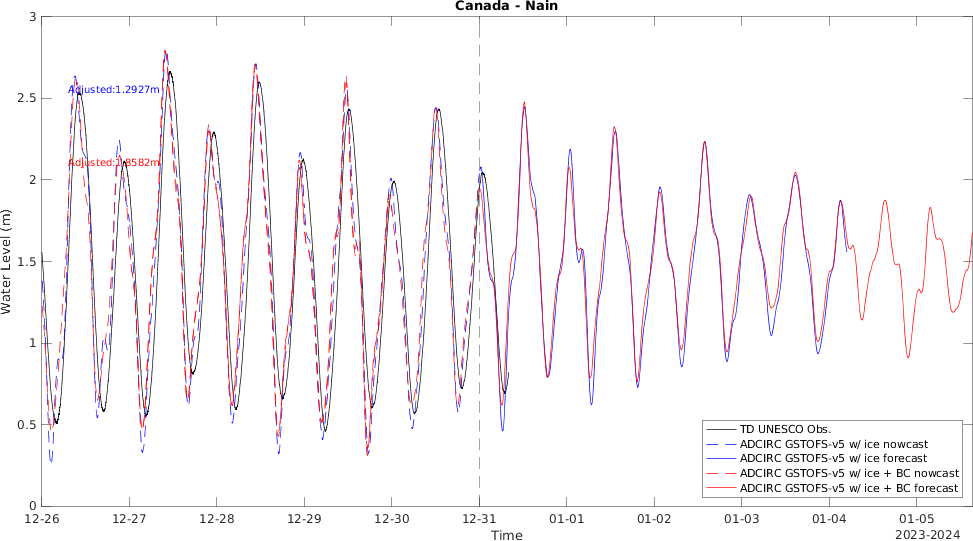 Canada - Nain
Water Level (m)
3
2.5
2
1.5
1
0.5
0
Adjusted:1.2927m
Adjusted:1.8582m
TD UNESCO Obs.
ADCIRC GSTOFS-v5 w/ ice nowcast
ADCIRC GSTOFS-v5 w/ ice forecast
ADCIRC GSTOFS-v5 w/ ice + BC nowcast
ADCIRC GSTOFS-v5 w/ ice + BC forecast
12-26 12-27 12-28 12-29 12-30 12-31 01-01 01-02 01-03 01-04 01-05
Time
2023-2024